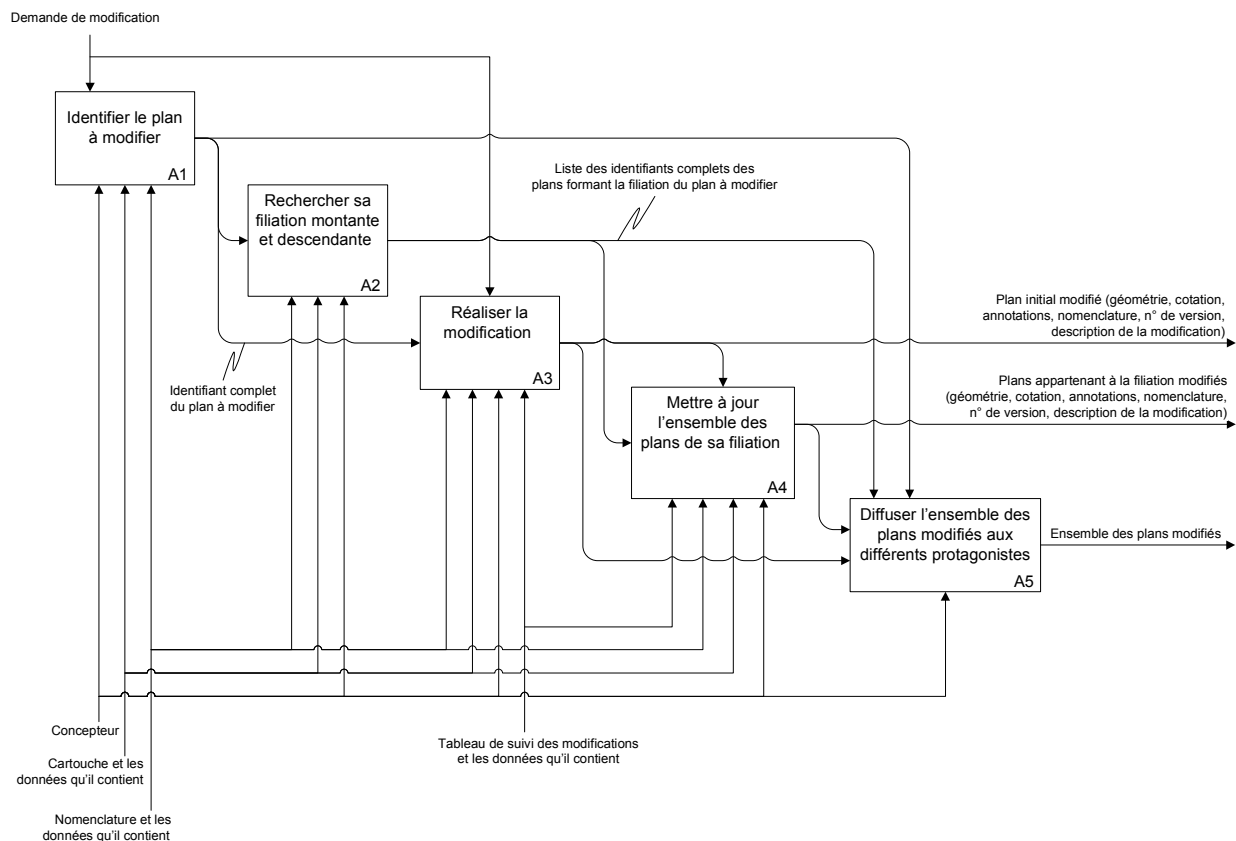 Demande de modification
Identifier le plan
à modifier
A1
Rechercher sa
filiation montante
et descendante
A2
Liste des identifiants complets des
plans formant la filiation du plan à modifier
Réaliser la
modification
A3
Plan initial modifié (géométrie, cotation,
annotations, nomenclature, n° de version,
description de la modification)
Identifiant complet
du plan à modifier
Plans appartenant à la filiation modifiés
(géométrie, cotation, annotations, nomenclature,
n° de version, description de la modification)
Mettre à jour
l’ensemble des
plans de sa filiation
A4
Diffuser l’ensemble des
plans modifiés aux
différents protagonistes
A5
Ensemble des plans modifiés
Concepteur
Cartouche et les
données qu’il contient
Nomenclature et les
données qu’il contient
Tableau de suivi des modifications
et les données qu’il contient